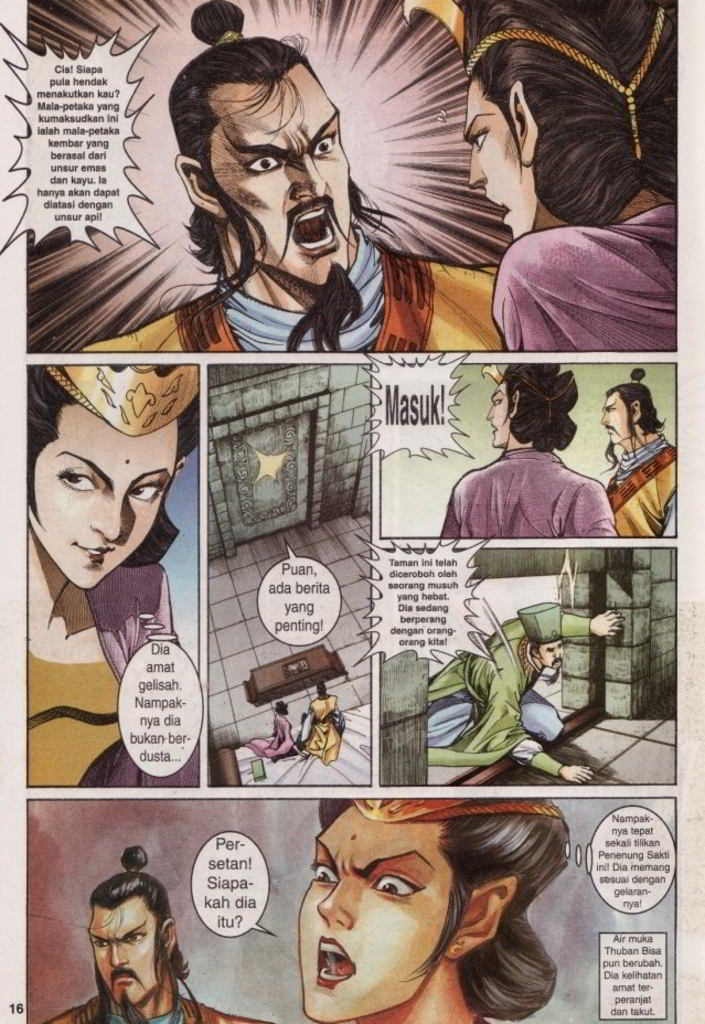 Cis! Siapa
pula hendak
menakutkan kau?
Mala-petaka yang
kumaksudkan ini
ialah mala-petaka
kembar yang
berasal dari
unsur emas
dan kayu. Ia
hanya akan dapat
diatasi dengan
unsur api!
Dia
amat
gelisah.
Nampak-
nya dia
bukan ber-
dusta...
Puan,
ada berita
yang
penting!
Masuk!
Taman ini telah
diceroboh oleh
seorang musuh
yang hebat.
Dia sedang
berperang
dengan orang-
orang kita!
Per-
setan!
Siapa-
kah dia
itu?
Nampak-
nya tepat
sekali tilikan
Penenung Sakti
ini! Dia memang
sesuai dengan
gelaran-
nya!
Air muka
Thuban Bisa
pun berubah.
Dia kelihatan
amat ter-
peranjat
dan takut.
16